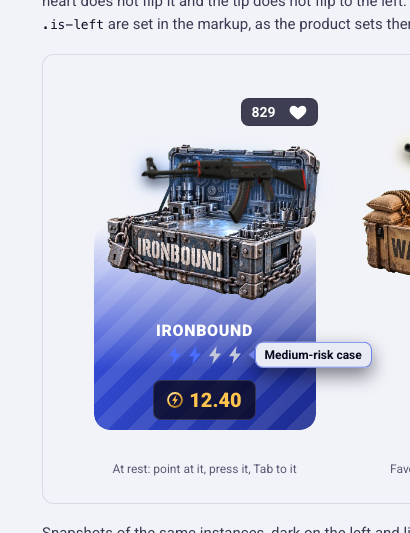 heart does not flip it and the tip does not flip to the left.
.is-left are set in the markup, as the product sets
829
IRONBOUND
IRONBOUND
Medium-risk case
12.40
At rest: point at it, press it, Tab to it
Snapshots of the same instances, dark on the left and